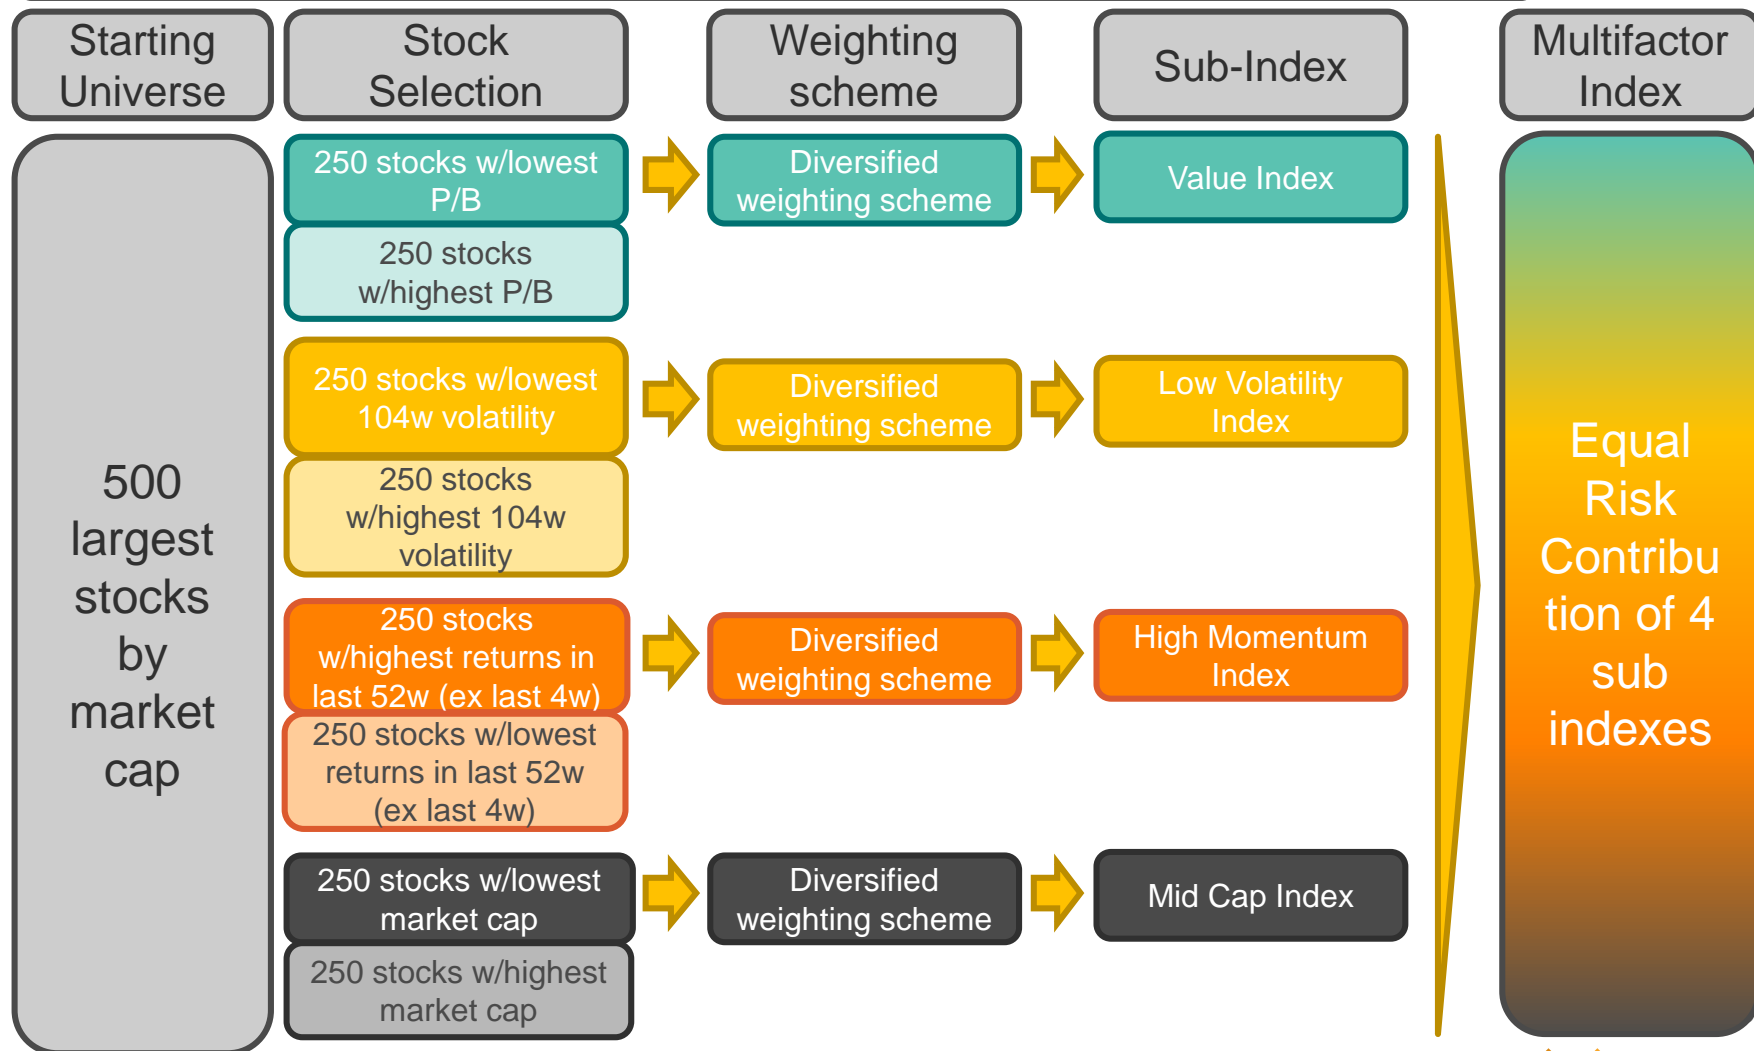 Starting
Universe
Stock
Selection
Weighting
scheme
Sub-Index
Multifactor
Index
500
largest
stocks
by
market
cap
250 stocks w/lowest
P/B
Diversified
weighting scheme
Value Index
250 stocks
w/highest P/B
250 stocks w/lowest
104w volatility
Diversified
weighting scheme
Low Volatility
Index
250 stocks
w/highest 104w
volatility
250 stocks
w/highest returns in
last 52w (ex last 4w)
Diversified
weighting scheme
High Momentum
Index
250 stocks w/lowest
returns in last 52w
(ex last 4w)
250 stocks w/lowest
market cap
Diversified
weighting scheme
Mid Cap Index
250 stocks w/highest
market cap
Equal
Risk
Contribu
tion of 4
sub
indexes